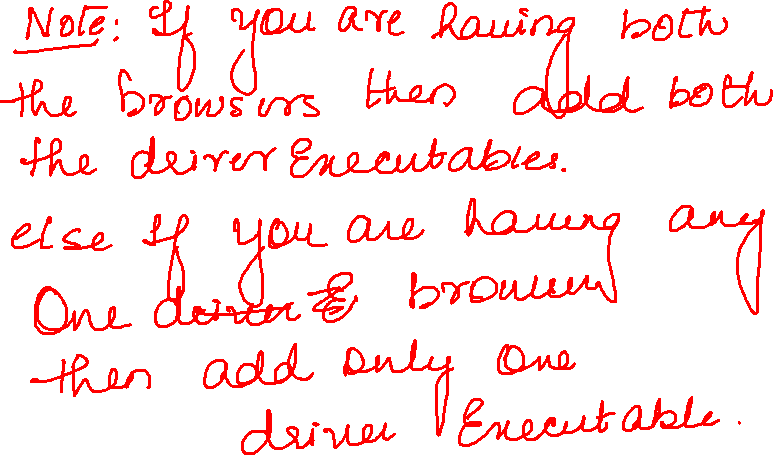 Note: If you are having both
the browsers then add both
the driver Executables.
else If you are having any
One driver E browser
then add only one
driver Executable.